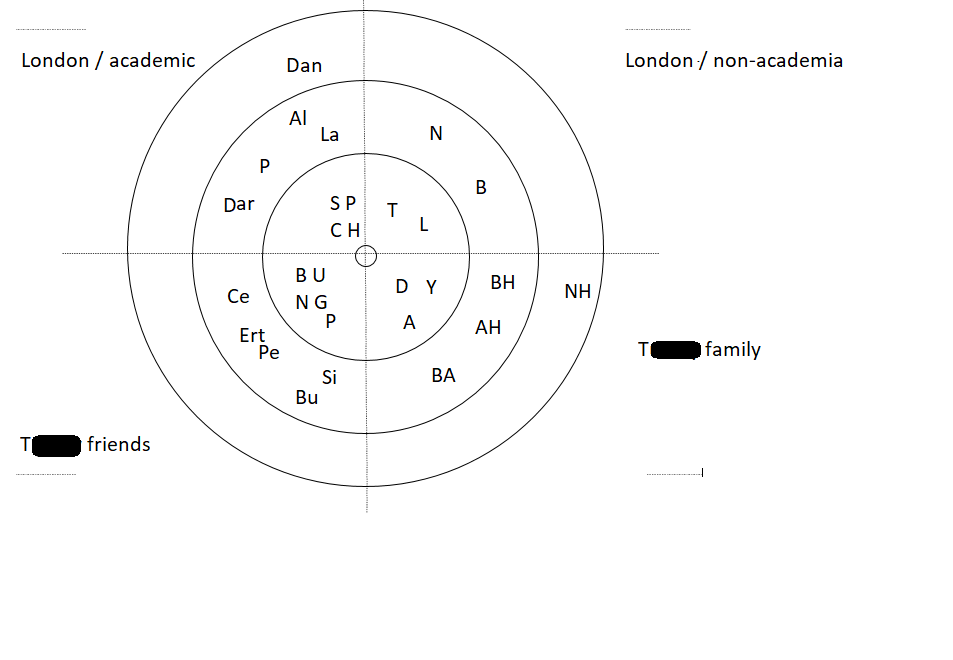 London / academic
London / non-academia
Dan
Al
La
N
P
B
Dar
S P
T
C H
L
B U
D Y
BH
NH
Ce
N G
P
A
AH
Ert
Pe
T family
Si
BA
Bu
T friends